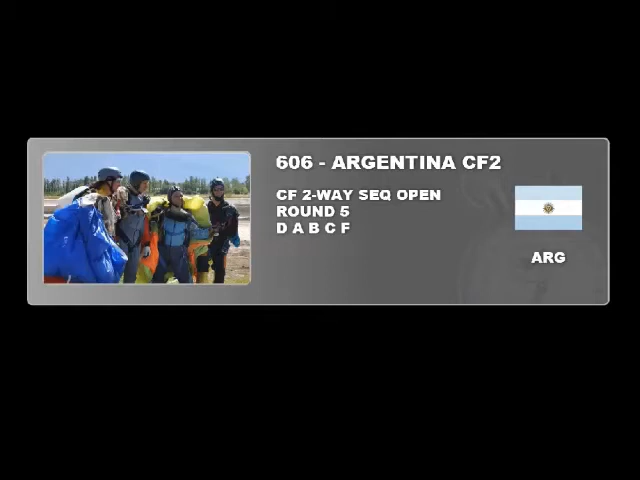 606 - ARGENTINA CF2
CF 2-WAY SEQ OPEN
ROUND 5
D A B C F
ARG